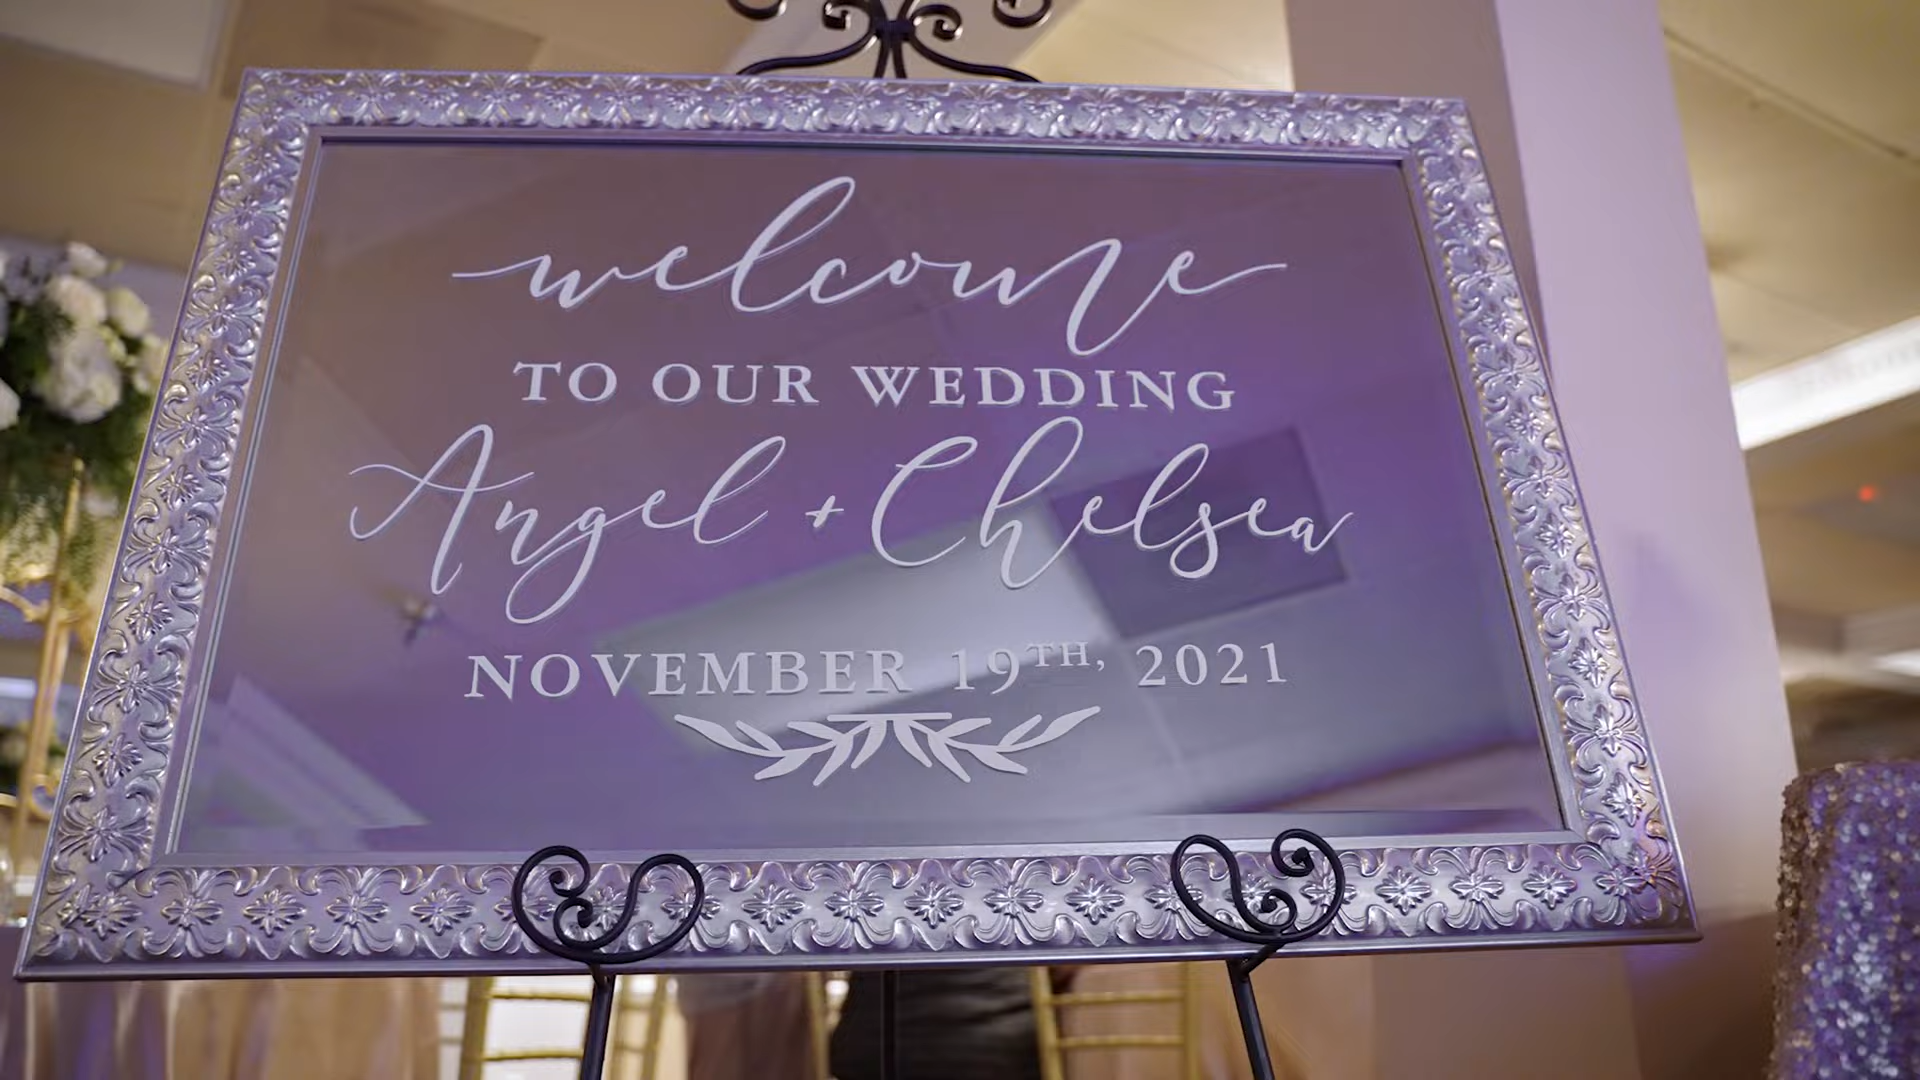 welcome
TO OUR WEDDING
Angel + Chelsea
NOVEMBER 19TH, 2021